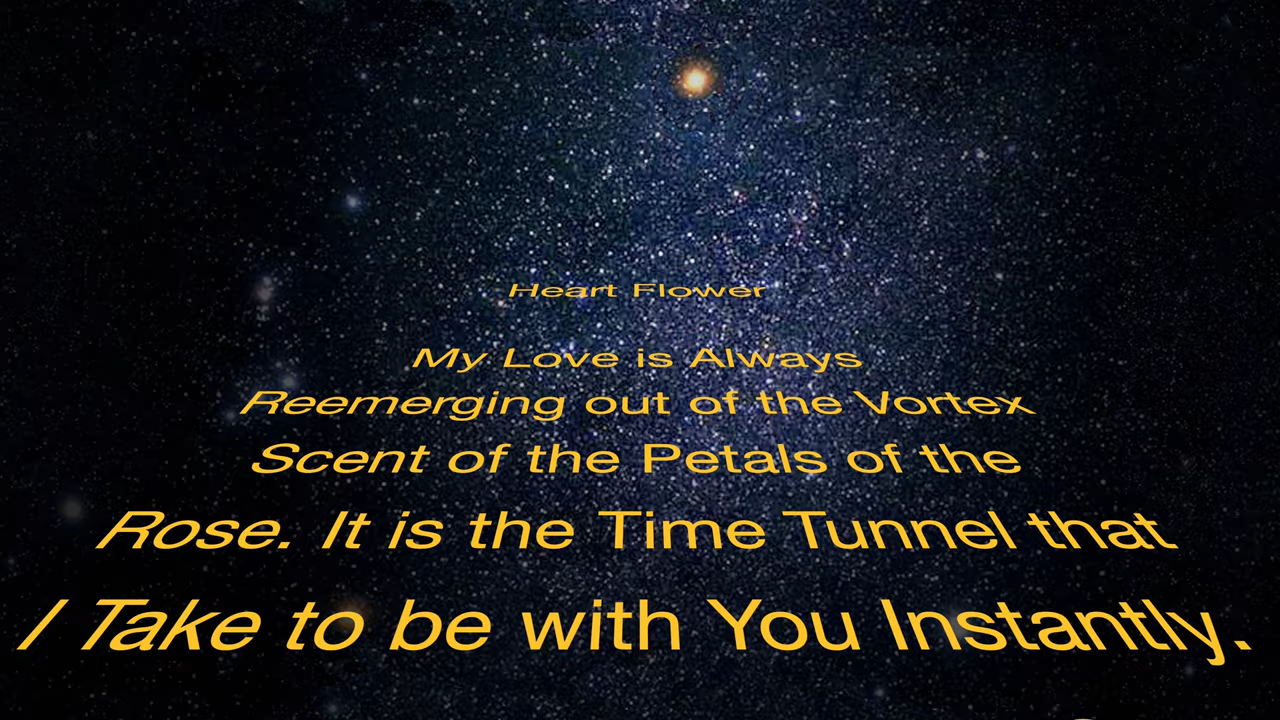 Heart Flower
My Love is Always
Reemerging out of the Vortex
Scent of the Petals of the
Rose. It is the Time Tunnel that
I Take to be with You Instantly.